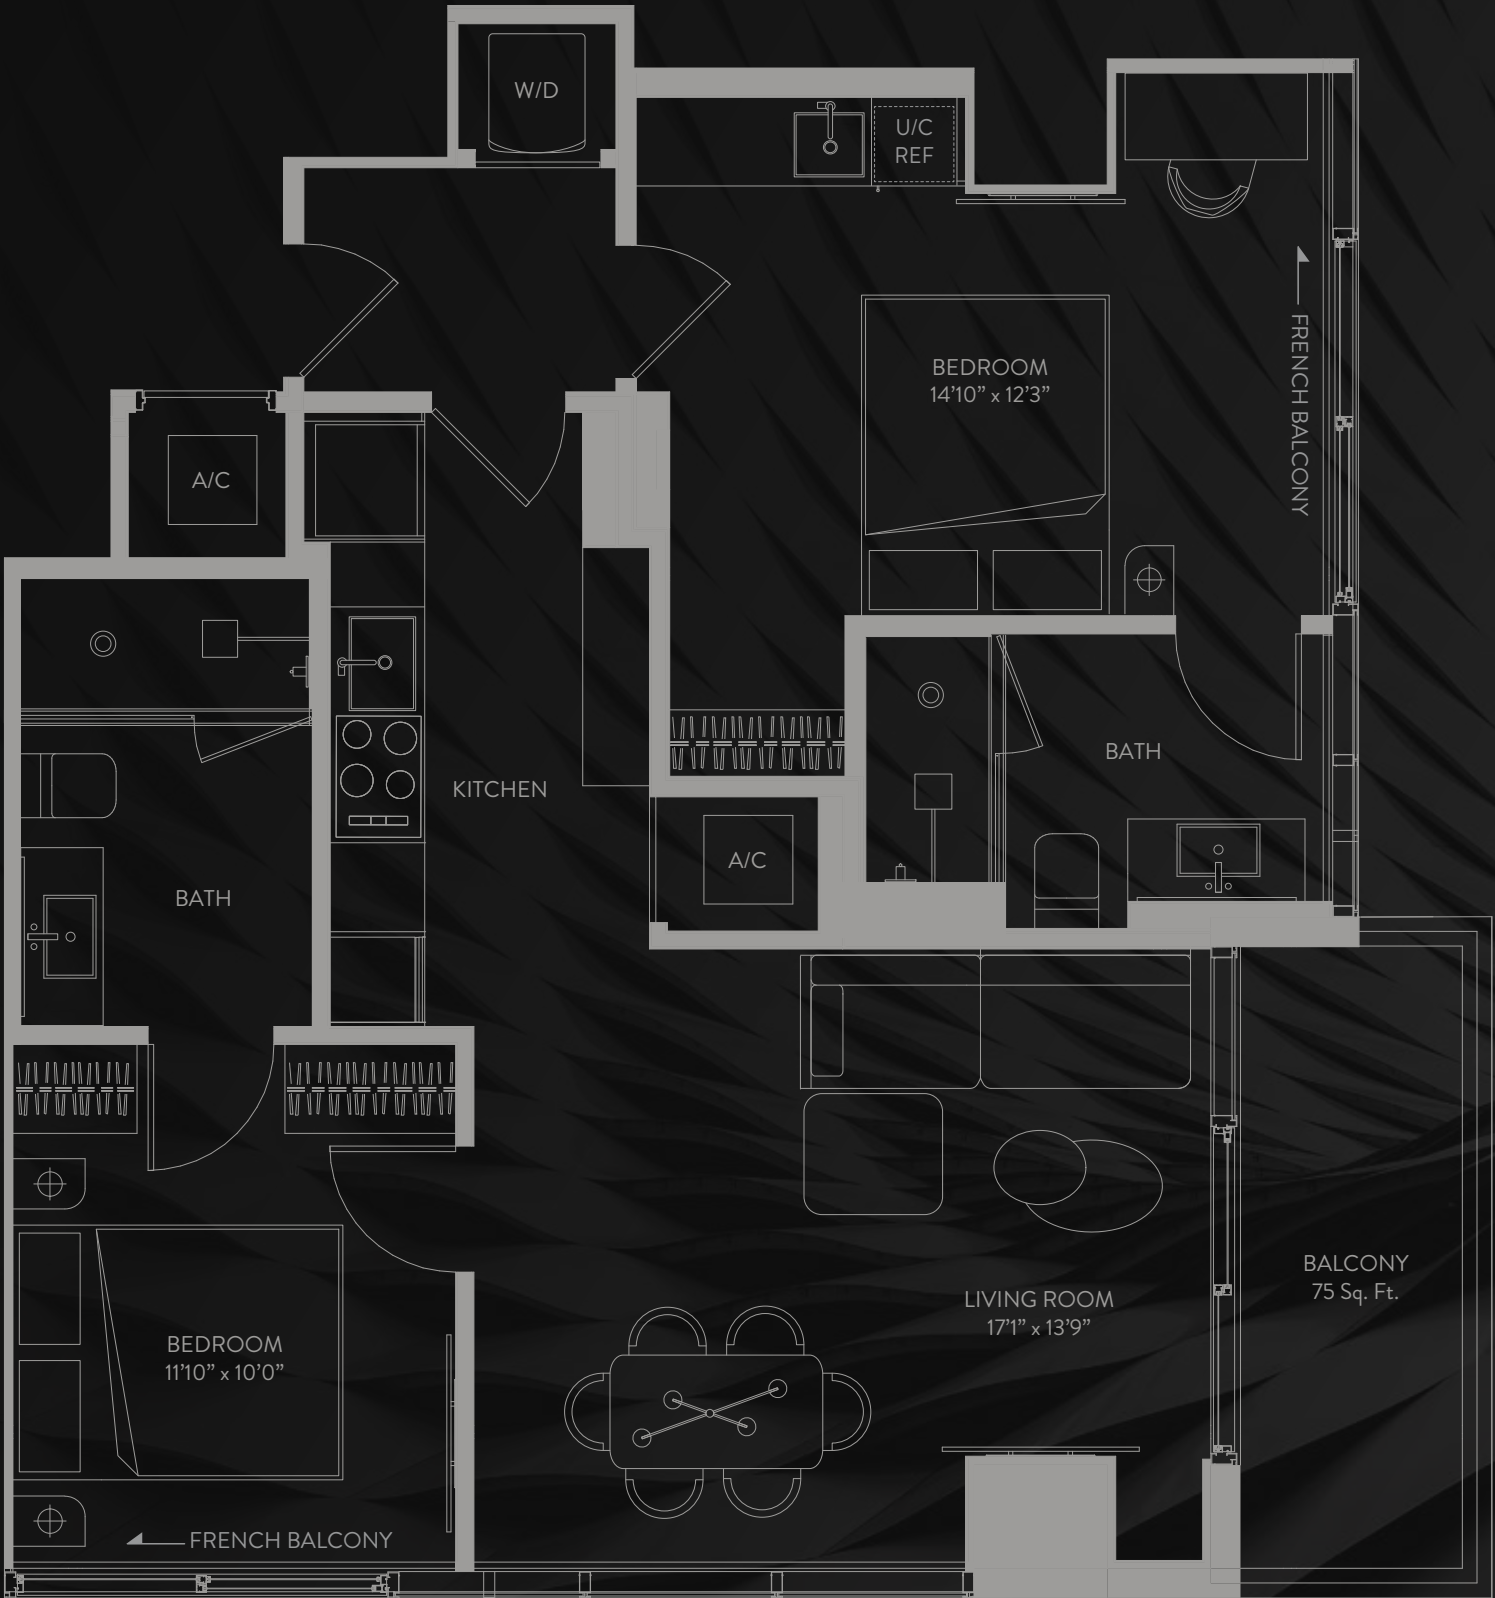 W/D
U/C
REF
BEDROOM
14'10” x 12'3”
FRENCH BALCONY
A/C
BATH
KITCHEN
A/C
BATH
BALCONY
75 Sq. Ft.
LIVING ROOM
17'1” x 13'9”
BEDROOM
11'10” x 10'0”
FRENCH BALCONY